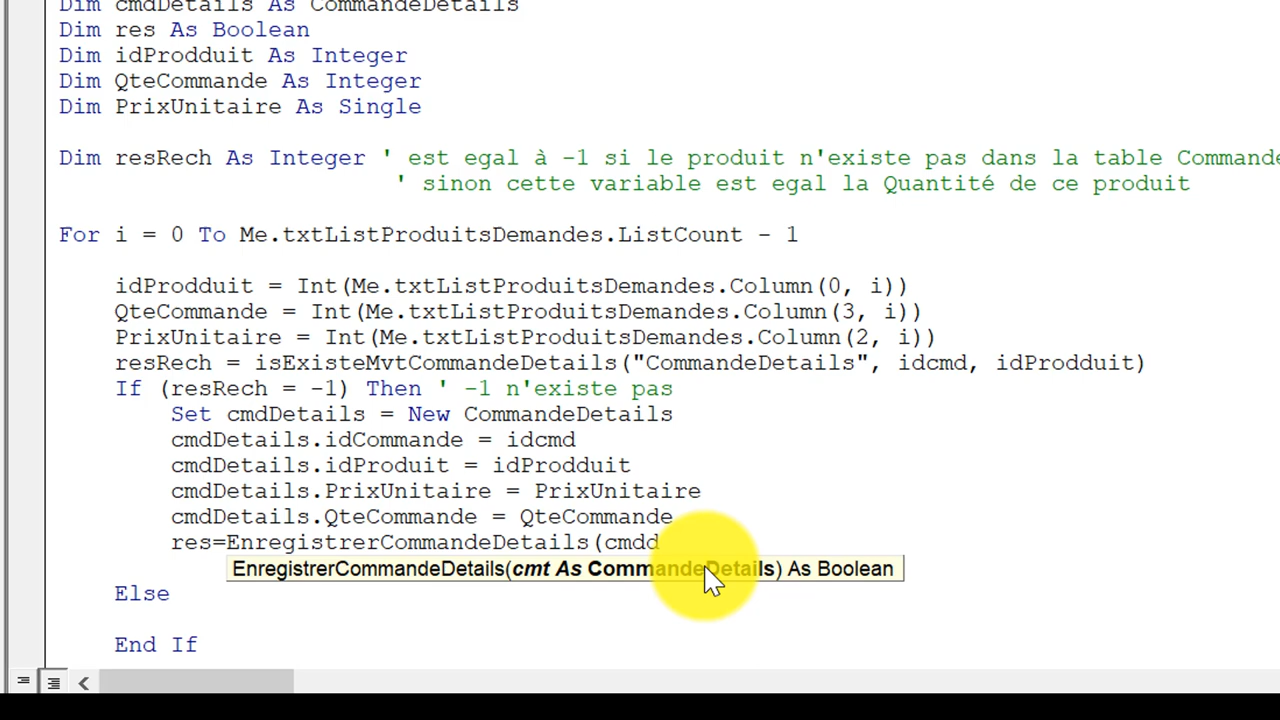 Dim cmdDetails As CommandeDetails
Dim res As Boolean
Dim idProdduit As Integer
Dim QteCommande As Integer
Dim PrixUnitaire As Single
Dim resRech As Integer ' est egal à -1 si le produit n'existe pas dans la table Commande
' sinon cette variable est egal la Quantité de ce produit
For i = 0 To Me.txtListProduitsDemandes.ListCount - 1
idProdduit = Int(Me.txtListProduitsDemandes.Column(0, i))
QteCommande = Int(Me.txtListProduitsDemandes.Column(3, i))
PrixUnitaire = Int(Me.txtListProduitsDemandes.Column(2, i))
resRech = isExisteMvtCommandeDetails("CommandeDetails", idcmd, idProdduit)
If (resRech = -1) Then ' -1 n'existe pas
Set cmdDetails = New CommandeDetails
cmdDetails.idCommande = idcmd
cmdDetails.idProduit = idProdduit
cmdDetails.PrixUnitaire = PrixUnitaire
cmdDetails.QteCommande = QteCommande
res=EnregistrerCommandeDetails(cmdd
EnregistrerCommandeDetails(cmt As CommandeDetails) As Boolean
Else
End If